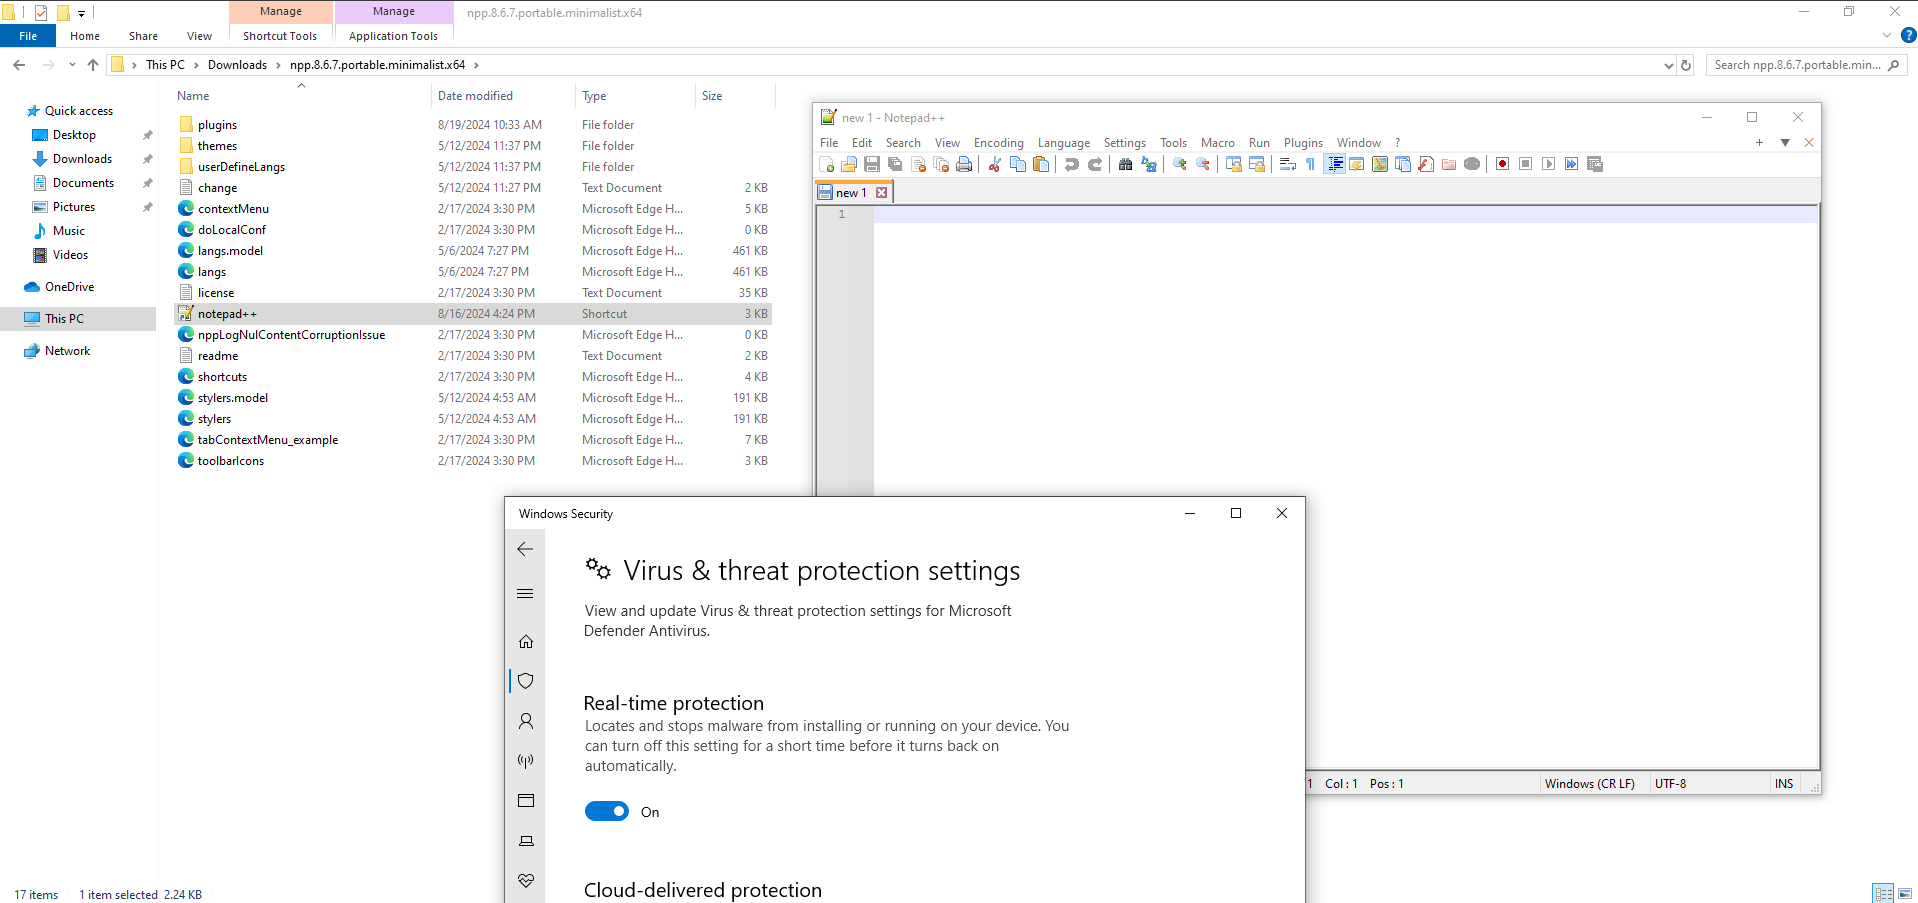 Manage
Manage
npp.8.6.7.portable.minimalist.x64
File
Home
Share
View
Shortcut Tools
Application Tools
This PC
Downloads
npp.8.6.7.portable.minimalist.x64
Search npp.8.6.7.portable.min...
Quick access
Desktop
Downloads
Documents
Pictures
Music
Videos
OneDrive
This PC
Network
Name Date modified Type Size
plugins 8/19/2024 10:33 AM File folder
themes 5/12/2024 11:37 PM File folder
userDefineLangs 5/12/2024 11:37 PM File folder
change 5/12/2024 11:27 PM Text Document 2 KB
contextMenu 2/17/2024 3:30 PM Microsoft Edge H... 5 KB
doLocalConf 2/17/2024 3:30 PM Microsoft Edge H... 0 KB
langs.model 5/6/2024 7:27 PM Microsoft Edge H... 461 KB
langs 5/6/2024 7:27 PM Microsoft Edge H... 461 KB
license 2/17/2024 3:30 PM Text Document 35 KB
notepad++ 8/16/2024 4:24 PM Shortcut 3 KB
nppLogNulContentCorruptionIssue 2/17/2024 3:30 PM Microsoft Edge H... 0 KB
readme 2/17/2024 3:30 PM Text Document 2 KB
shortcuts 2/17/2024 3:30 PM Microsoft Edge H... 4 KB
stylers.model 5/12/2024 4:53 AM Microsoft Edge H... 191 KB
stylers 5/12/2024 4:53 AM Microsoft Edge H... 191 KB
tabContextMenu_example 2/17/2024 3:30 PM Microsoft Edge H... 7 KB
toolbarIcons 2/17/2024 3:30 PM Microsoft Edge H... 3 KB
new 1 - Notepad++
File Edit Search View Encoding Language Settings Tools Macro Run Plugins Window ?
new 1
1
1 Col : 1 Pos : 1 Windows (CR LF) UTF-8 INS
Windows Security
Virus & threat protection settings
View and update Virus & threat protection settings for Microsoft
Defender Antivirus.
Real-time protection
Locates and stops malware from installing or running on your device. You
can turn off this setting for a short time before it turns back on
automatically.
On
Cloud-delivered protection
17 items 1 item selected 2.24 KB